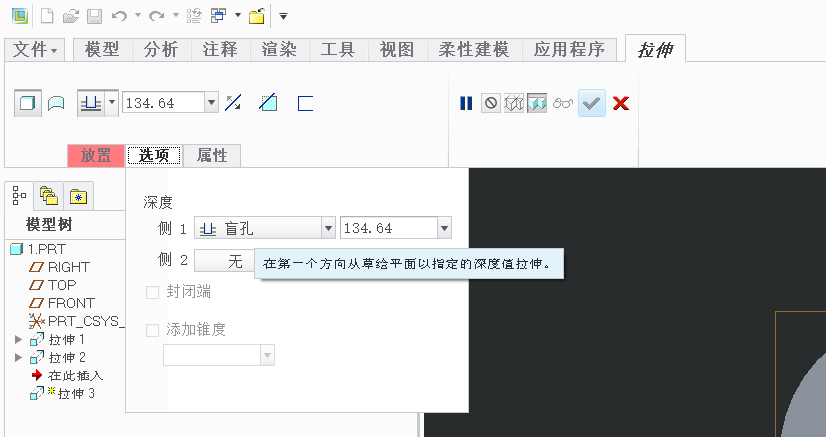 文件 模型 分析 注释 渲染 工具 视图 柔性建模 应用程序 拉伸
134.64
放置 选项 属性
模型树
1.PRT
RIGHT
TOP
FRONT
PRT_CSYS_
拉伸 1
拉伸 2
在此插入
拉伸 3
深度
侧 1 盲孔 134.64
侧 2 无
在第一个方向从草绘平面以指定的深度值拉伸。
封闭端
添加锥度